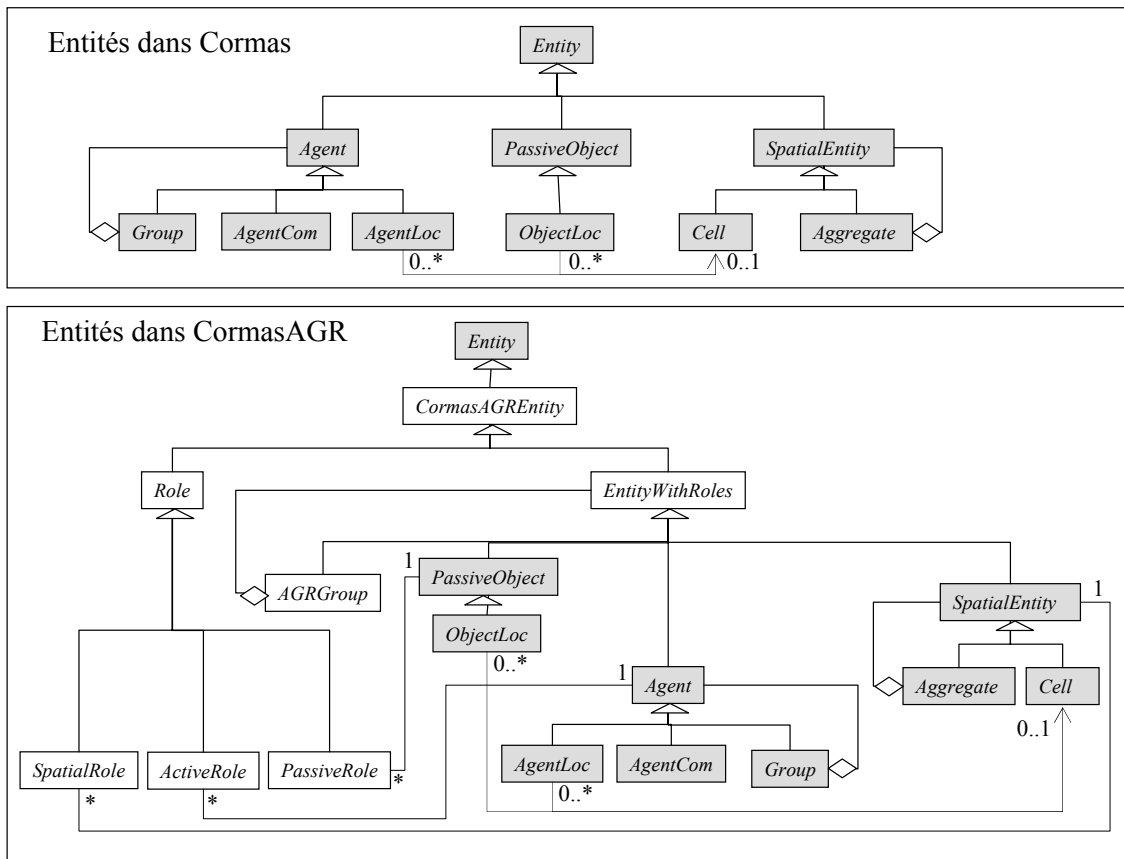 Entités dans Cormas
Entity
Agent
PassiveObject
SpatialEntity
Group
AgentCom
AgentLoc
ObjectLoc
Cell
Aggregate
0..*
0..*
0..1
Entités dans CormasAGR
Entity
CormasAGREntity
Role
EntityWithRoles
1
PassiveObject
AGRGroup
SpatialEntity
1
ObjectLoc
0..*
1
Agent
Aggregate
Cell
0..1
SpatialRole
ActiveRole
PassiveRole
*
AgentLoc
AgentCom
Group
*
*
0..*